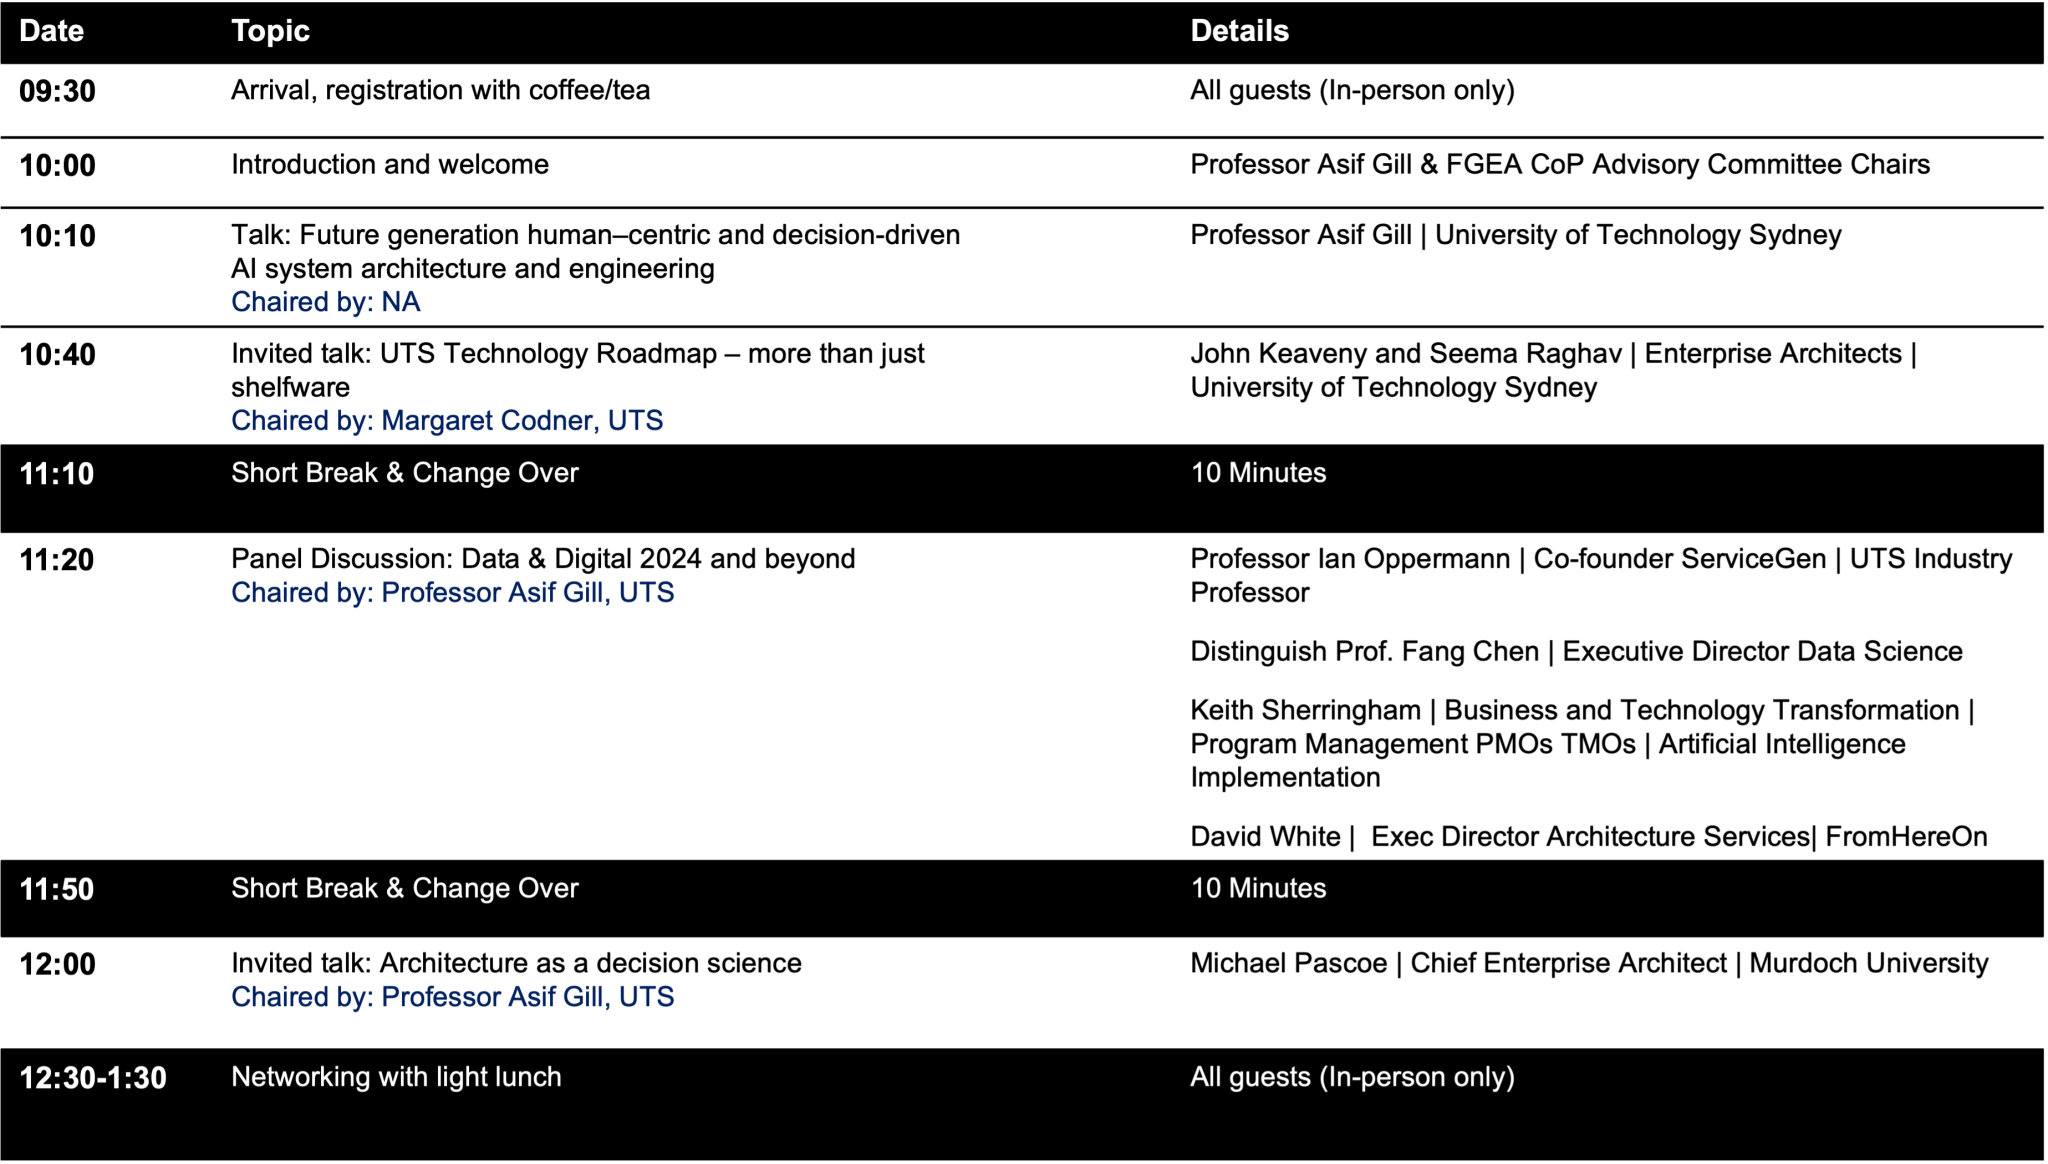 Date Topic Details
09:30 Arrival, registration with coffee/tea All guests (In-person only)
10:00 Introduction and welcome Professor Asif Gill & FGEA CoP Advisory Committee Chairs
10:10 Talk: Future generation human–centric and decision-driven Professor Asif Gill | University of Technology Sydney
AI system architecture and engineering
Chaired by: NA
10:40 Invited talk: UTS Technology Roadmap – more than just John Keaveny and Seema Raghav | Enterprise Architects |
shelfware University of Technology Sydney
Chaired by: Margaret Codner, UTS
11:10 Short Break & Change Over 10 Minutes
11:20 Panel Discussion: Data & Digital 2024 and beyond Professor Ian Oppermann | Co-founder ServiceGen | UTS Industry
Chaired by: Professor Asif Gill, UTS Professor
Distinguish Prof. Fang Chen | Executive Director Data Science
Keith Sherringham | Business and Technology Transformation |
Program Management PMOs TMOs | Artificial Intelligence
Implementation
David White | Exec Director Architecture Services| FromHereOn
11:50 Short Break & Change Over 10 Minutes
12:00 Invited talk: Architecture as a decision science Michael Pascoe | Chief Enterprise Architect | Murdoch University
Chaired by: Professor Asif Gill, UTS
12:30-1:30 Networking with light lunch All guests (In-person only)